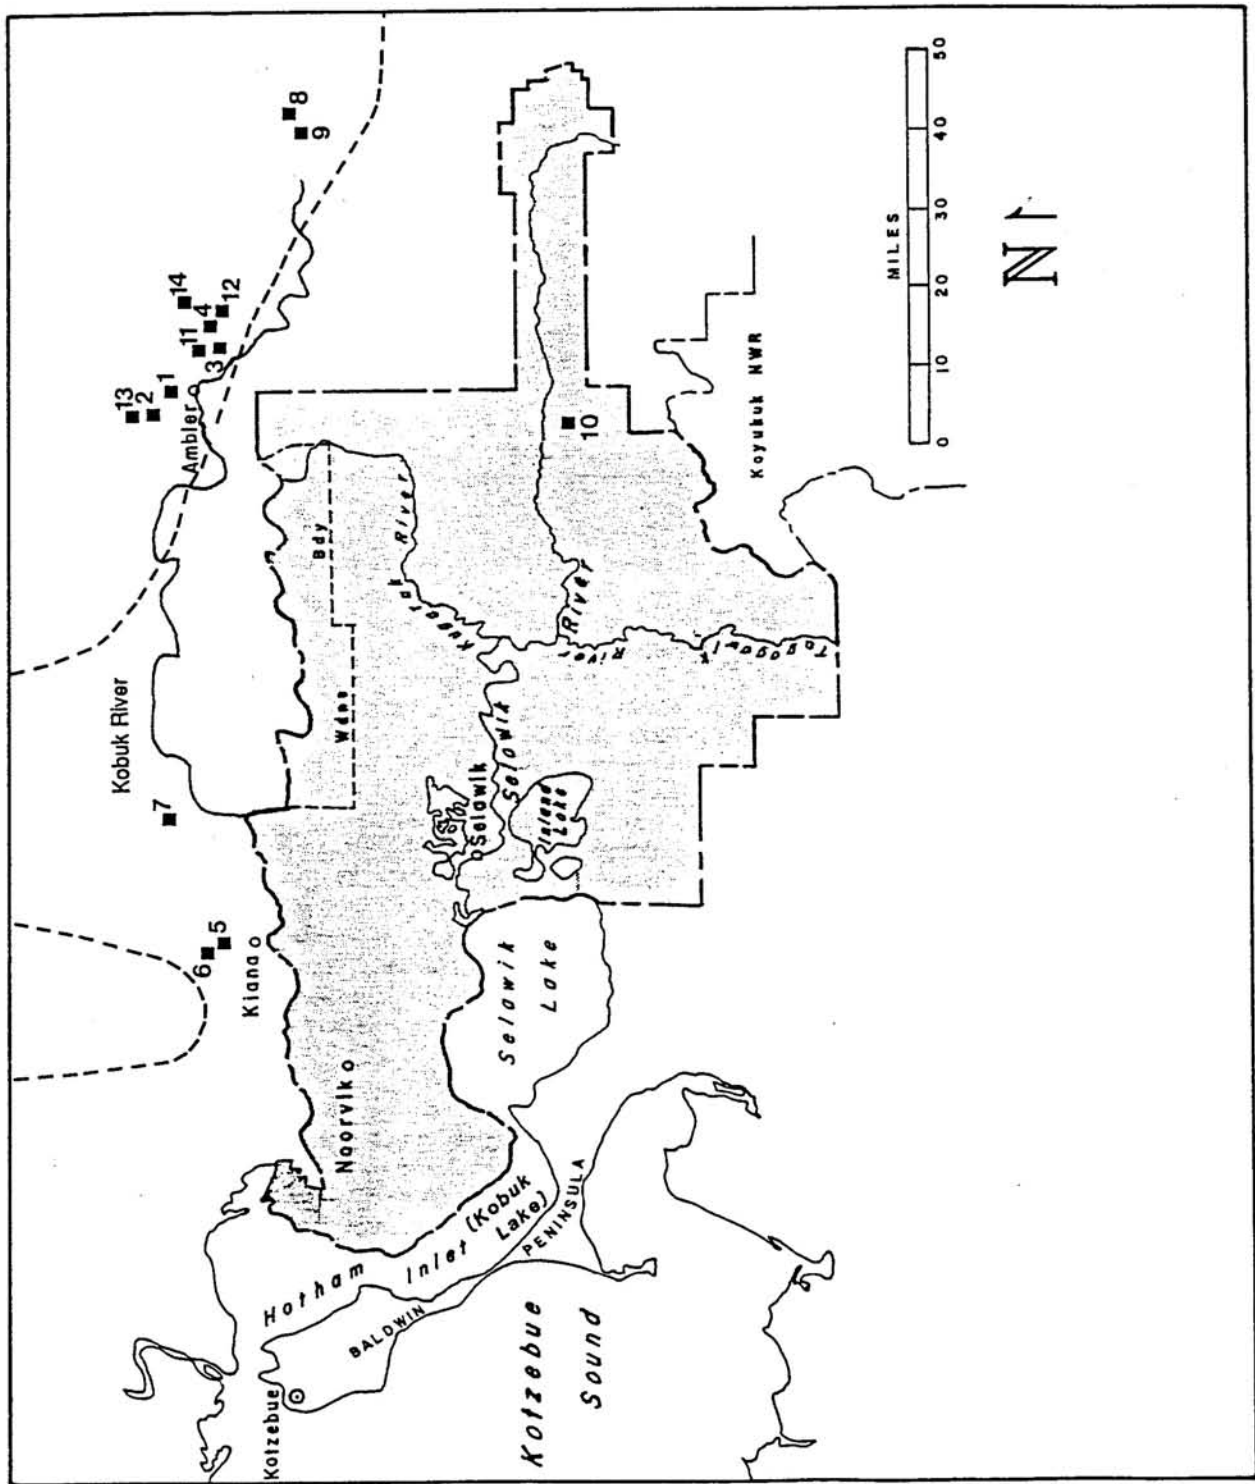 8
9
14
4
12
11
3
13
2
1
Ambler
Kobuk River
7
6
5
Kiana
Noorvik
Bdy
Wdns
Kugarak
River
10
Selawik
River
River
Tagagawik
Selawik
Inland
Lake
Selawik
Lake
Koyukuk NWR
Hotham
Inlet
(Kobuk
Lake)
BALDWIN
PENINSULA
Kotzebue
Kotzebue
Sound
MILES
0
10
20
30
40
50
N